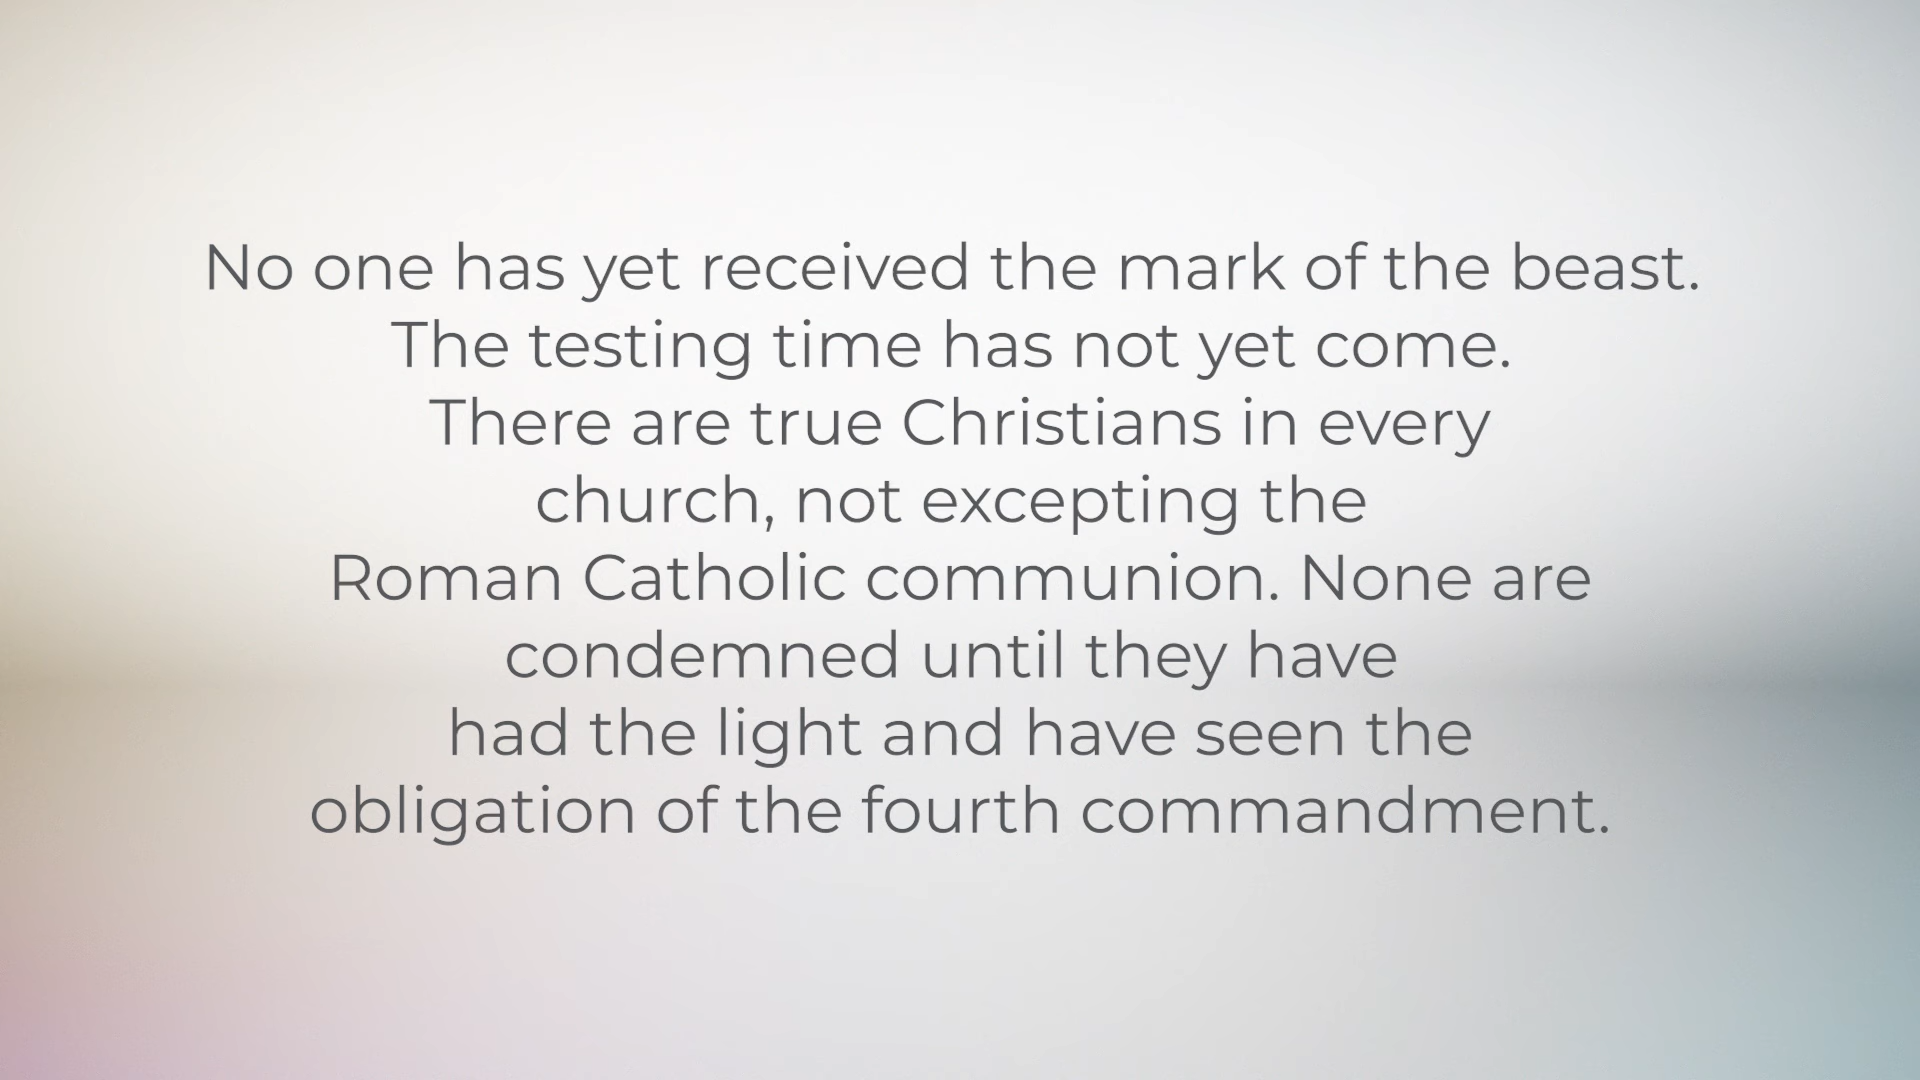 No one has yet received the mark of the beast.
The testing time has not yet come.
There are true Christians in every
church, not excepting the
Roman Catholic communion. None are
condemned until they have
had the light and have seen the
obligation of the fourth commandment.